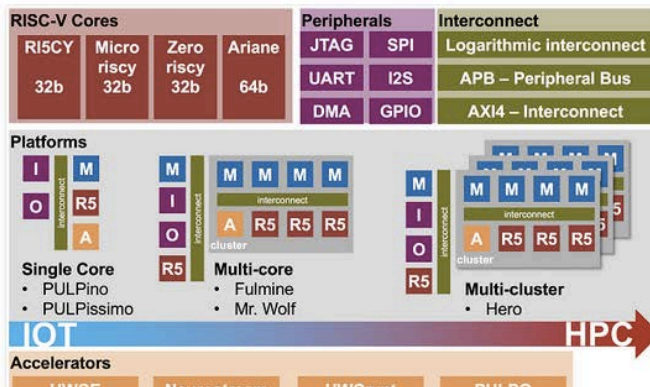 RISC-V Cores
RI5CY
32b
Micro
riscy
32b
Zero
riscy
32b
Ariane
64b
Peripherals
JTAG
SPI
UART
I2S
DMA
GPIO
Interconnect
Logarithmic interconnect
APB – Peripheral Bus
AXI4 – Interconnect
Platforms
I
O
interconnect
M
R5
A
Single Core
• PULPino
• PULPissimo
M
I
O
R5
interconnect
M M M M
interconnect
A R5 R5 R5
cluster
Multi-core
• Fulmine
• Mr. Wolf
M
I
O
R5
interconnect
M M M M
interconnect
A R5 R5 R5
cluster
Multi-cluster
• Hero
IOT
HPC
Accelerators